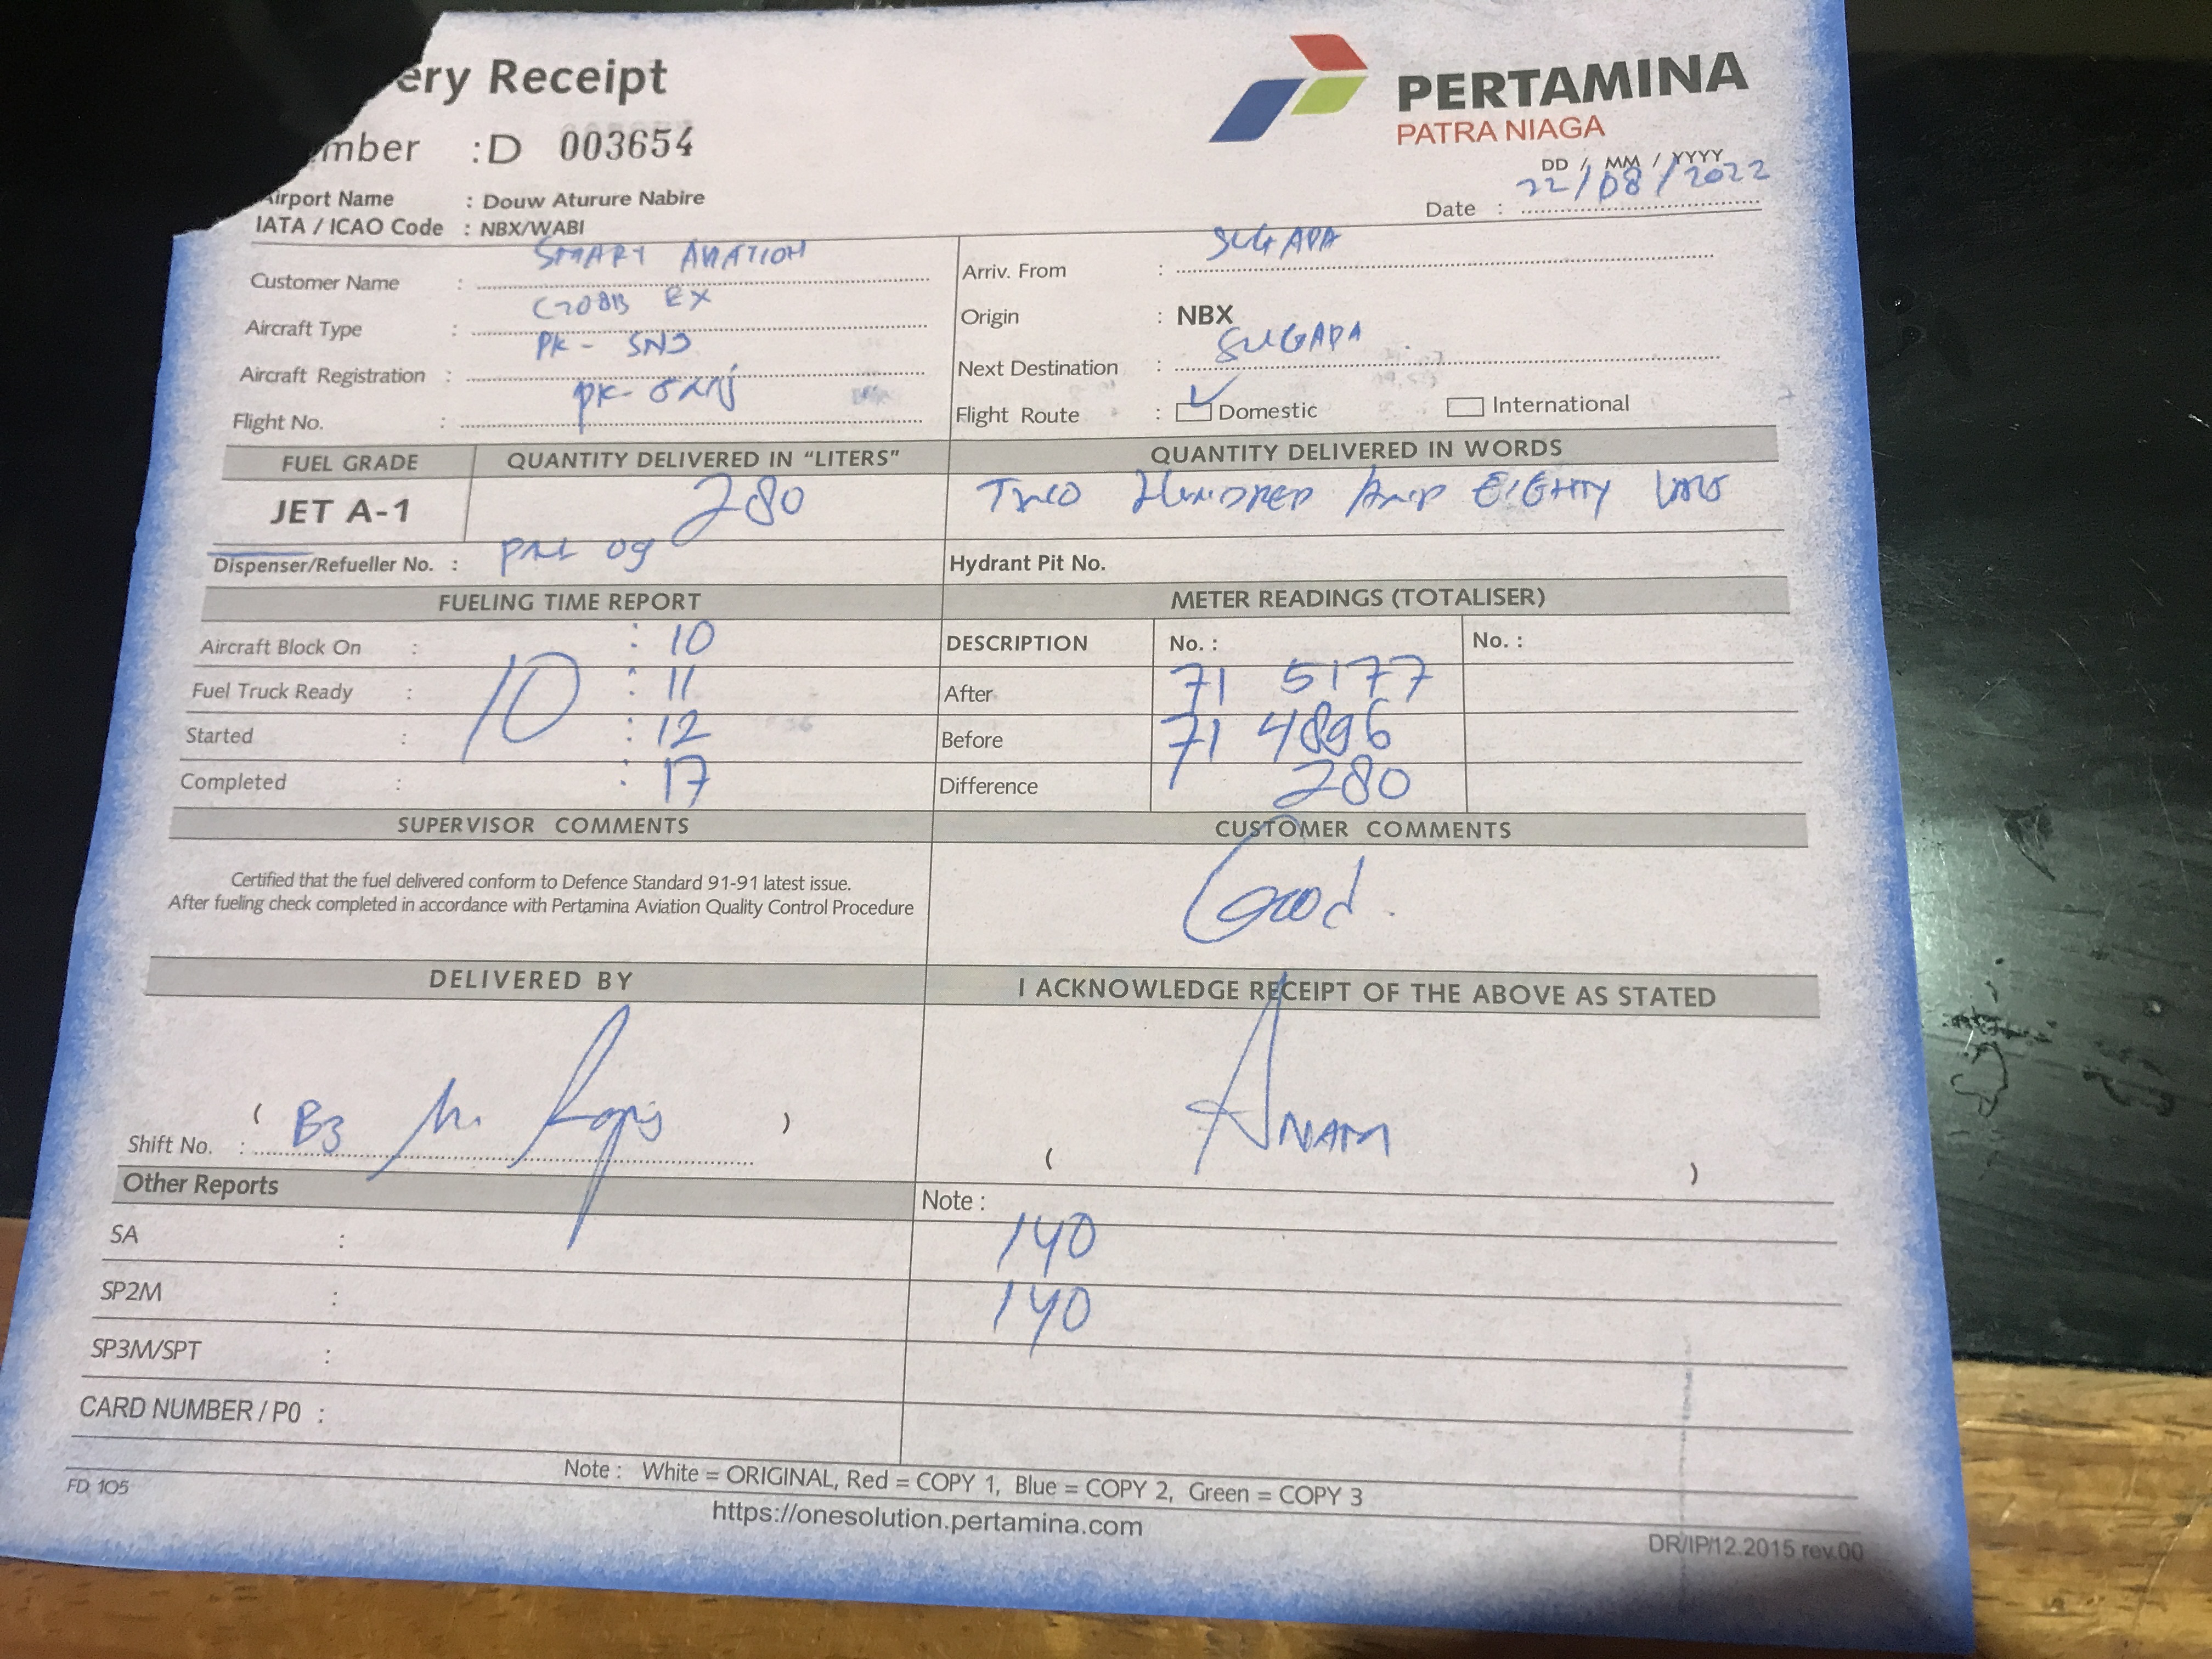 ery Receipt
PERTAMINA
PATRA NIAGA
mber : D 003654
DD / MM / YYYY
Date : 22/08/2022
Airport Name : Douw Aturure Nabire
IATA / ICAO Code : NBX/WABI
Customer Name : SMART AVIATION
Arriv. From : SUGAPA
Aircraft Type : C208B EX
Origin : NBX
Aircraft Registration : PK - SNJ
Next Destination : SUGAPA
Flight No. : PK-
Flight Route : Domestic International
FUEL GRADE QUANTITY DELIVERED IN "LITERS" QUANTITY DELIVERED IN WORDS
JET A-1 280 TWO HUNDRED AND EIGHTY
Dispenser/Refueller No. : 09 Hydrant Pit No.
FUELING TIME REPORT METER READINGS (TOTALISER)
Aircraft Block On : : 10 DESCRIPTION No. : No. :
Fuel Truck Ready : 10 : 11 After 71 5177
Started : : 12 Before 71 4896
Completed : : 17 Difference 280
SUPERVISOR COMMENTS CUSTOMER COMMENTS
Certified that the fuel delivered conform to Defence Standard 91-91 latest issue.
After fueling check completed in accordance with Pertamina Aviation Quality Control Procedure
Good.
DELIVERED BY I ACKNOWLEDGE RECEIPT OF THE ABOVE AS STATED
( )
Shift No. : B3
( ANAM )
Other Reports Note :
SA : 140
SP2M : 140
SP3M/SPT :
CARD NUMBER / P0 :
Note : White = ORIGINAL, Red = COPY 1, Blue = COPY 2, Green = COPY 3
FD 105
https://onesolution.pertamina.com
DR/IP/12.2015 rev.00